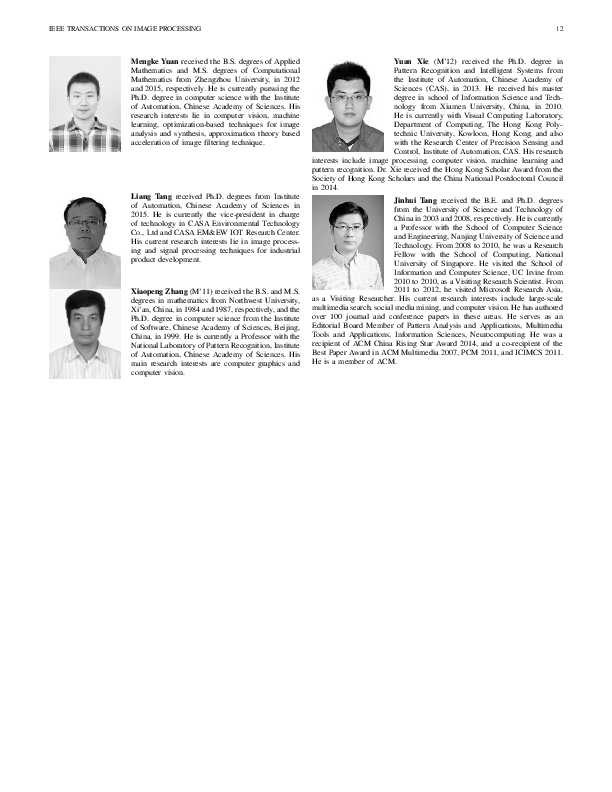 IEEE TRANSACTIONS ON IMAGE PROCESSING
12
Mengke Yuan received the B.S. degrees of Applied
Mathematics and M.S. degrees of Computational
Mathematics from Zhengzhou University, in 2012
and 2015, respectively. He is currently pursuing the
Ph.D. degree in computer science with the Institute
of Automation, Chinese Academy of Sciences. His
research interests lie in computer vision, machine
learning, optimization-based techniques for image
analysis and synthesis, approximation theory based
acceleration of image filtering technique.
Liang Tang received Ph.D. degrees from Institute
of Automation, Chinese Academy of Sciences in
2015. He is currently the vice-president in charge
of technology in CASA Environmental Technology
Co., Ltd and CASA EM&EW IOT Research Center.
His current research interests lie in image process-
ing and signal processing techniques for industrial
product development.
Xiaopeng Zhang (M'11) received the B.S. and M.S.
degrees in mathematics from Northwest University,
Xi'an, China, in 1984 and 1987, respectively, and the
Ph.D. degree in computer science from the Institute
of Software, Chinese Academy of Sciences, Beijing,
China, in 1999. He is currently a Professor with the
National Laboratory of Pattern Recognition, Institute
of Automation, Chinese Academy of Sciences. His
main research interests are computer graphics and
computer vision.
Yuan Xie (M'12) received the Ph.D. degree in
Pattern Recognition and Intelligent Systems from
the Institute of Automation, Chinese Academy of
Sciences (CAS), in 2013. He received his master
degree in school of Information Science and Tech-
nology from Xiamen University, China, in 2010.
He is currently with Visual Computing Laboratory,
Department of Computing, The Hong Kong Poly-
technic University, Kowloon, Hong Kong, and also
with the Research Center of Precision Sensing and
Control, Institute of Automation, CAS. His research
interests include image processing, computer vision, machine learning and
pattern recognition. Dr. Xie received the Hong Kong Scholar Award from the
Society of Hong Kong Scholars and the China National Postdoctoral Council
in 2014.
Jinhui Tang received the B.E. and Ph.D. degrees
from the University of Science and Technology of
China in 2003 and 2008, respectively. He is currently
a Professor with the School of Computer Science
and Engineering, Nanjing University of Science and
Technology. From 2008 to 2010, he was a Research
Fellow with the School of Computing, National
University of Singapore. He visited the School of
Information and Computer Science, UC Irvine from
2010 to 2010, as a Visiting Research Scientist. From
2011 to 2012, he visited Microsoft Research Asia,
as a Visiting Researcher. His current research interests include large-scale
multimedia search, social media mining, and computer vision. He has authored
over 100 journal and conference papers in these areas. He serves as an
Editorial Board Member of Pattern Analysis and Applications, Multimedia
Tools and Applications, Information Sciences, Neurocomputing. He was a
recipient of ACM China Rising Star Award 2014, and a co-recipient of the
Best Paper Award in ACM Multimedia 2007, PCM 2011, and ICIMCS 2011.
He is a member of ACM.